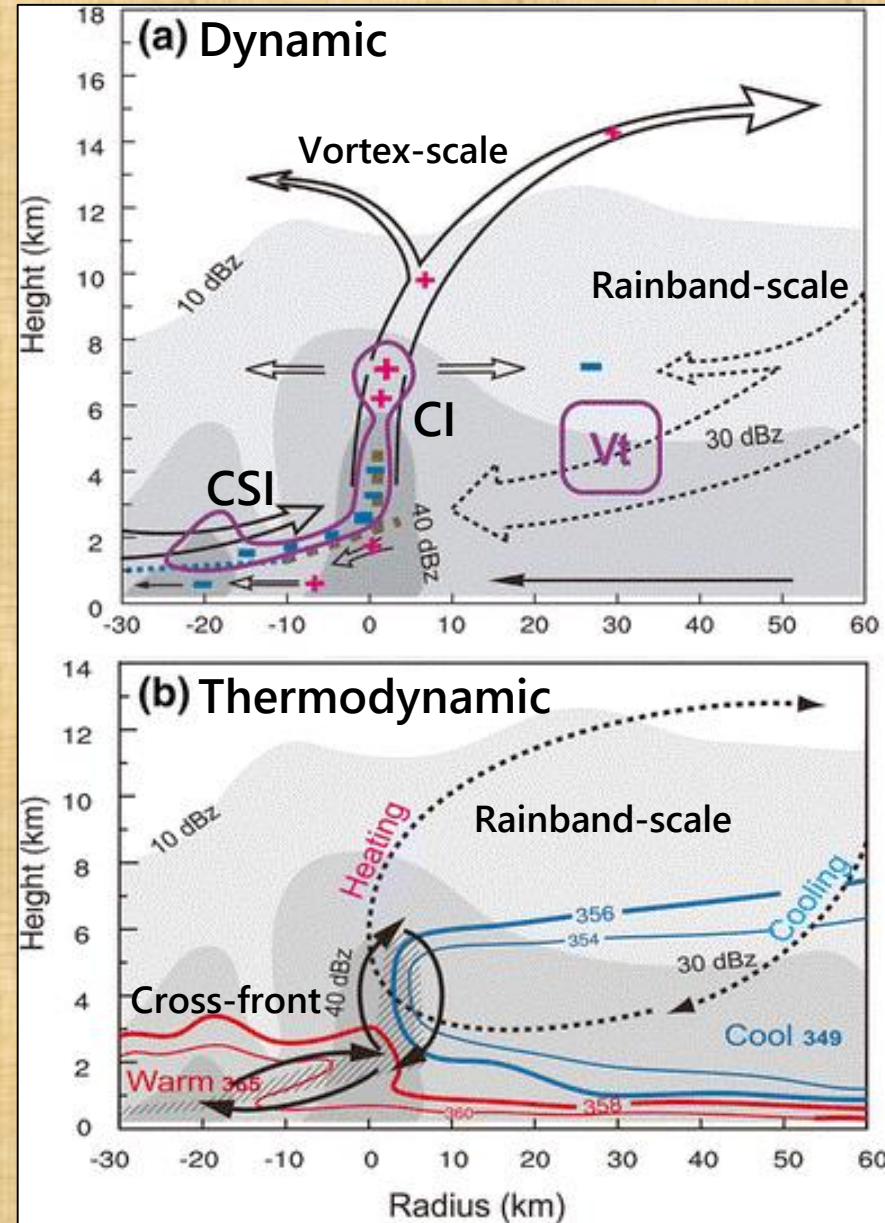 (a) Dynamic
18
16
14
12
10
8
6
4
2
0
Height (km)
Vortex-scale
10 dBz
Rainband-scale
CI
CSI
Vt
30 dBz
40 dBz
-30 -20 -10 0 10 20 30 40 50 60
(b) Thermodynamic
14
12
10
8
6
4
2
0
Height (km)
10 dBz
Heating
Rainband-scale
Cooling
356
354
30 dBz
40 dBz
Cross-front
Cool 349
Warm 365
360
358
-30 -20 -10 0 10 20 30 40 50 60
Radius (km)